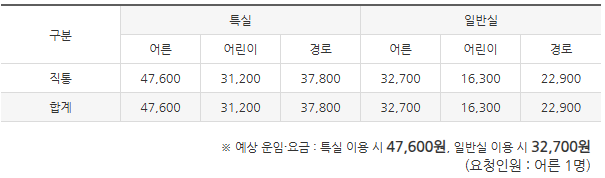 구분 특실 일반실
어른 어린이 경로 어른 어린이 경로
직통 47,600 31,200 37,800 32,700 16,300 22,900
합계 47,600 31,200 37,800 32,700 16,300 22,900
※ 예상 운임·요금 : 특실 이용 시 47,600원, 일반실 이용 시 32,700원
(요청인원 : 어른 1명)